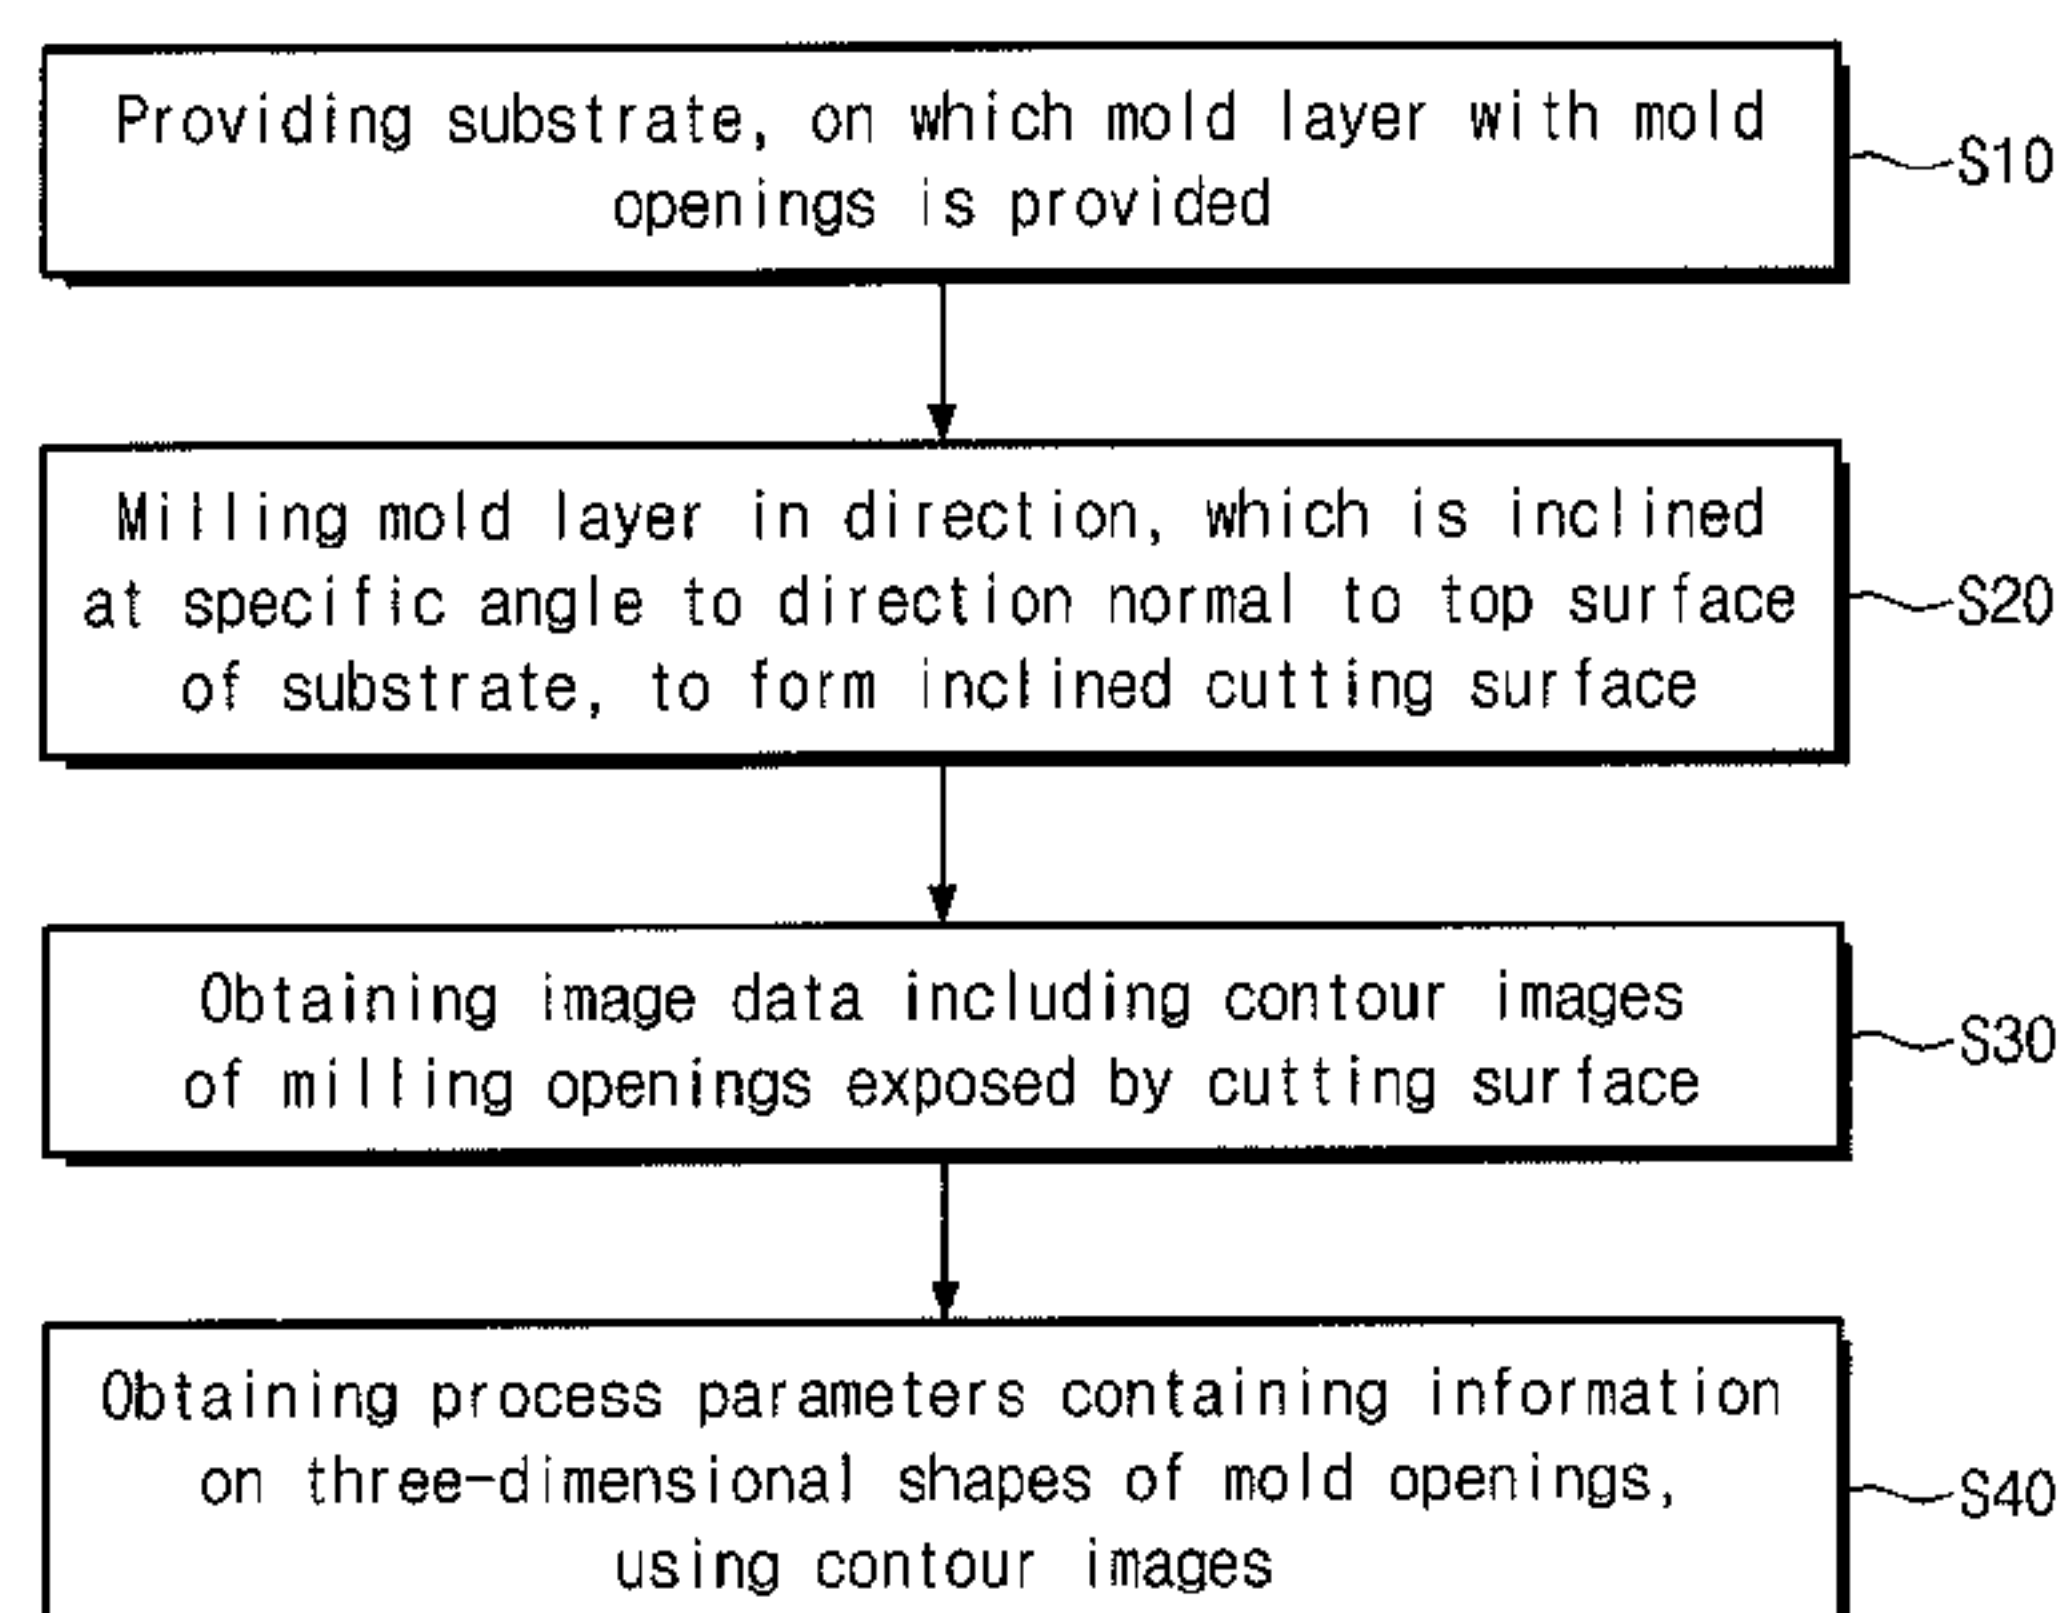 Providing substrate, on which mold layer with mold
openings is provided
S10
Milling mold layer in direction, which is inclined
at specific angle to direction normal to top surface
of substrate, to form inclined cutting surface
S20
Obtaining image data including contour images
of milling openings exposed by cutting surface
S30
Obtaining process parameters containing information
on three-dimensional shapes of mold openings,
using contour images
S40